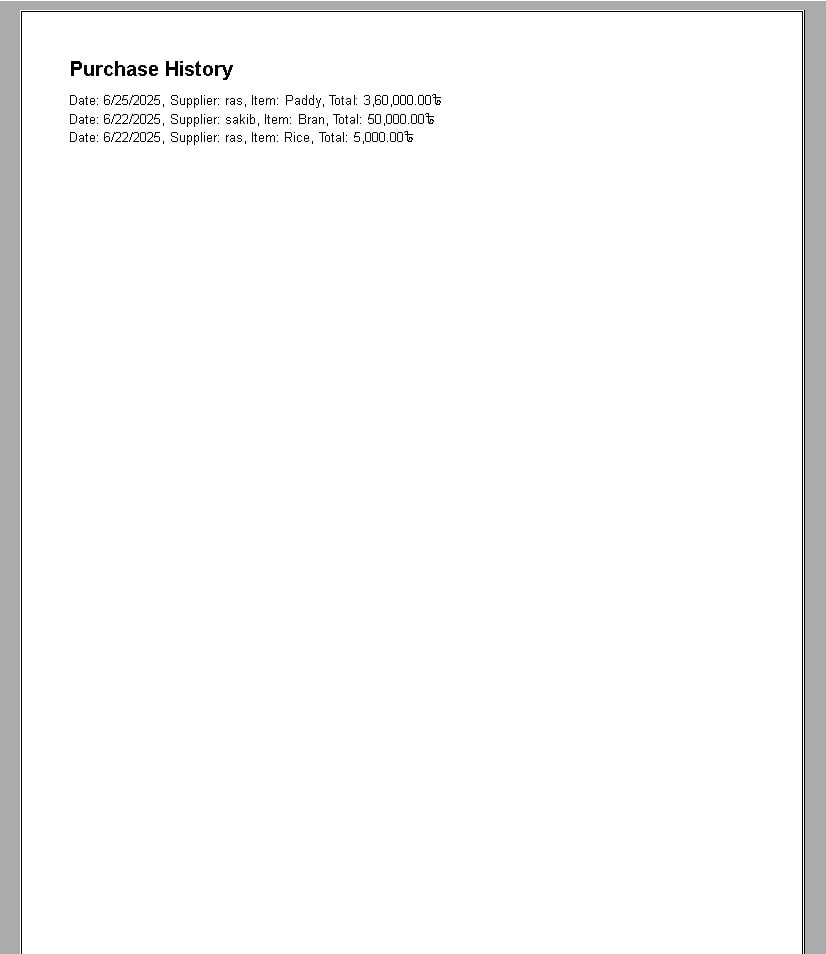 Purchase History
Date: 6/25/2025, Supplier: ras, Item: Paddy, Total: 3,60,000.00৳
Date: 6/22/2025, Supplier: sakib, Item: Bran, Total: 50,000.00৳
Date: 6/22/2025, Supplier: ras, Item: Rice, Total: 5,000.00৳